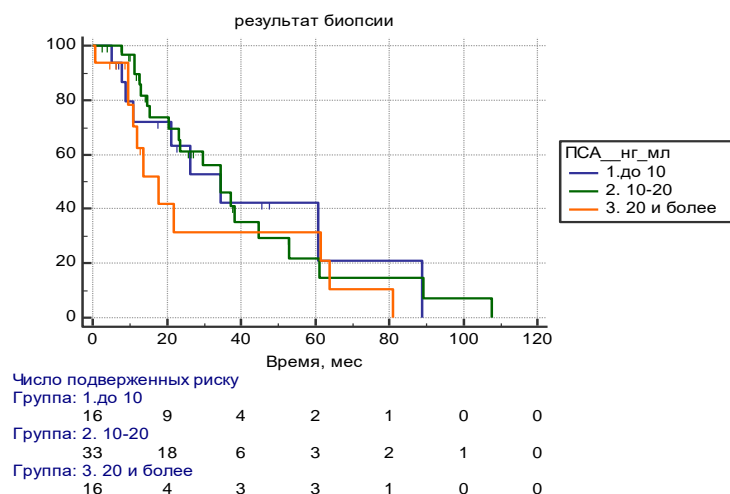 результат биопсии
100
80
60
40
20
0
0 20 40 60 80 100 120
Время, мес
ПСА__нг_мл
1.до 10
2. 10-20
3. 20 и более
Число подверженных риску
Группа: 1.до 10
16 9 4 2 1 0 0
Группа: 2. 10-20
33 18 6 3 2 1 0
Группа: 3. 20 и более
16 4 3 3 1 0 0